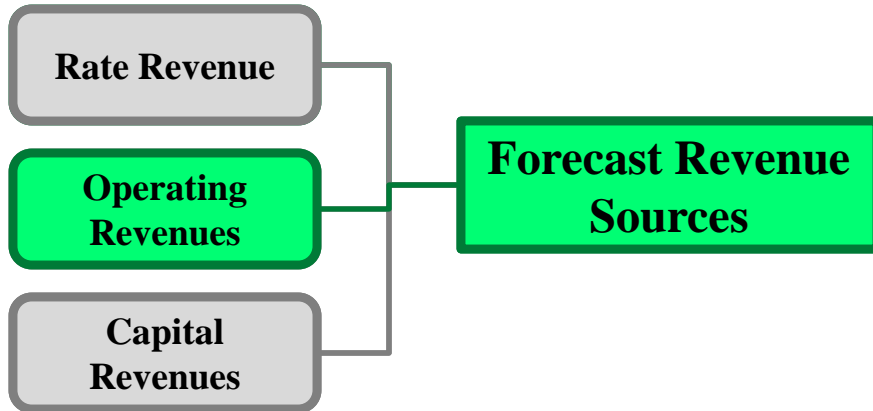 Rate Revenue
Operating
Revenues
Capital
Revenues
Forecast Revenue
Sources